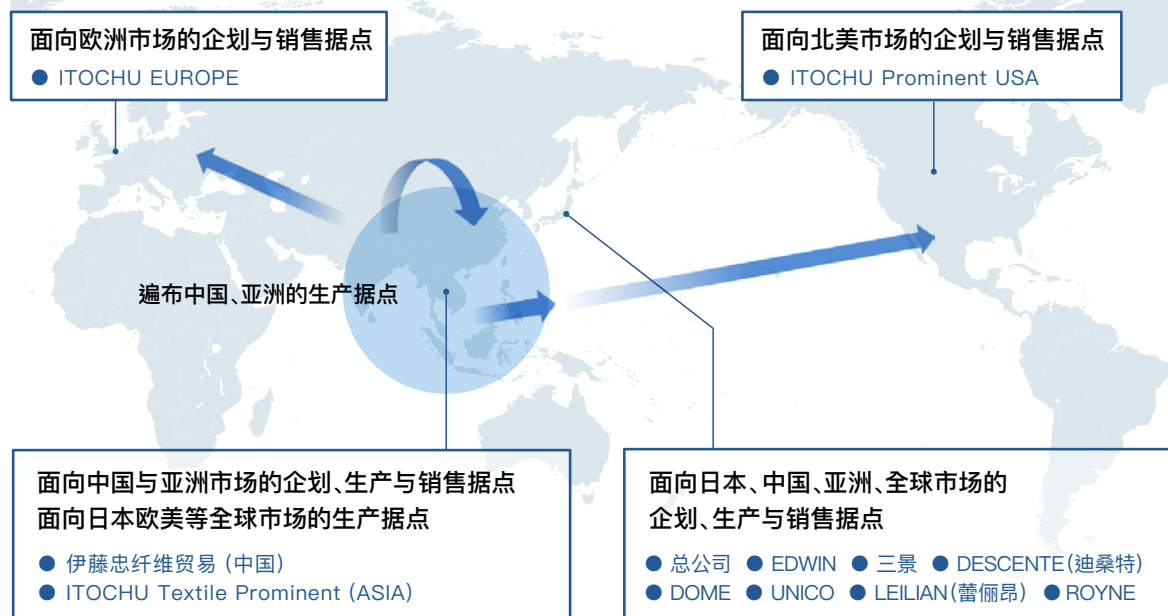 面向欧洲市场的企划与销售据点
● ITOCHU EUROPE
面向北美市场的企划与销售据点
● ITOCHU Prominent USA
遍布中国、亚洲的生产据点
面向中国与亚洲市场的企划、生产与销售据点
面向日本欧美等全球市场的生产据点
● 伊藤忠纤维贸易（中国）
● ITOCHU Textile Prominent (ASIA)
面向日本、中国、亚洲、全球市场的
企划、生产与销售据点
● 总公司 ● EDWIN ● 三景 ● DESCENTE(迪桑特)
● DOME ● UNICO ● LEILIAN(蕾俪昂) ● ROYNE